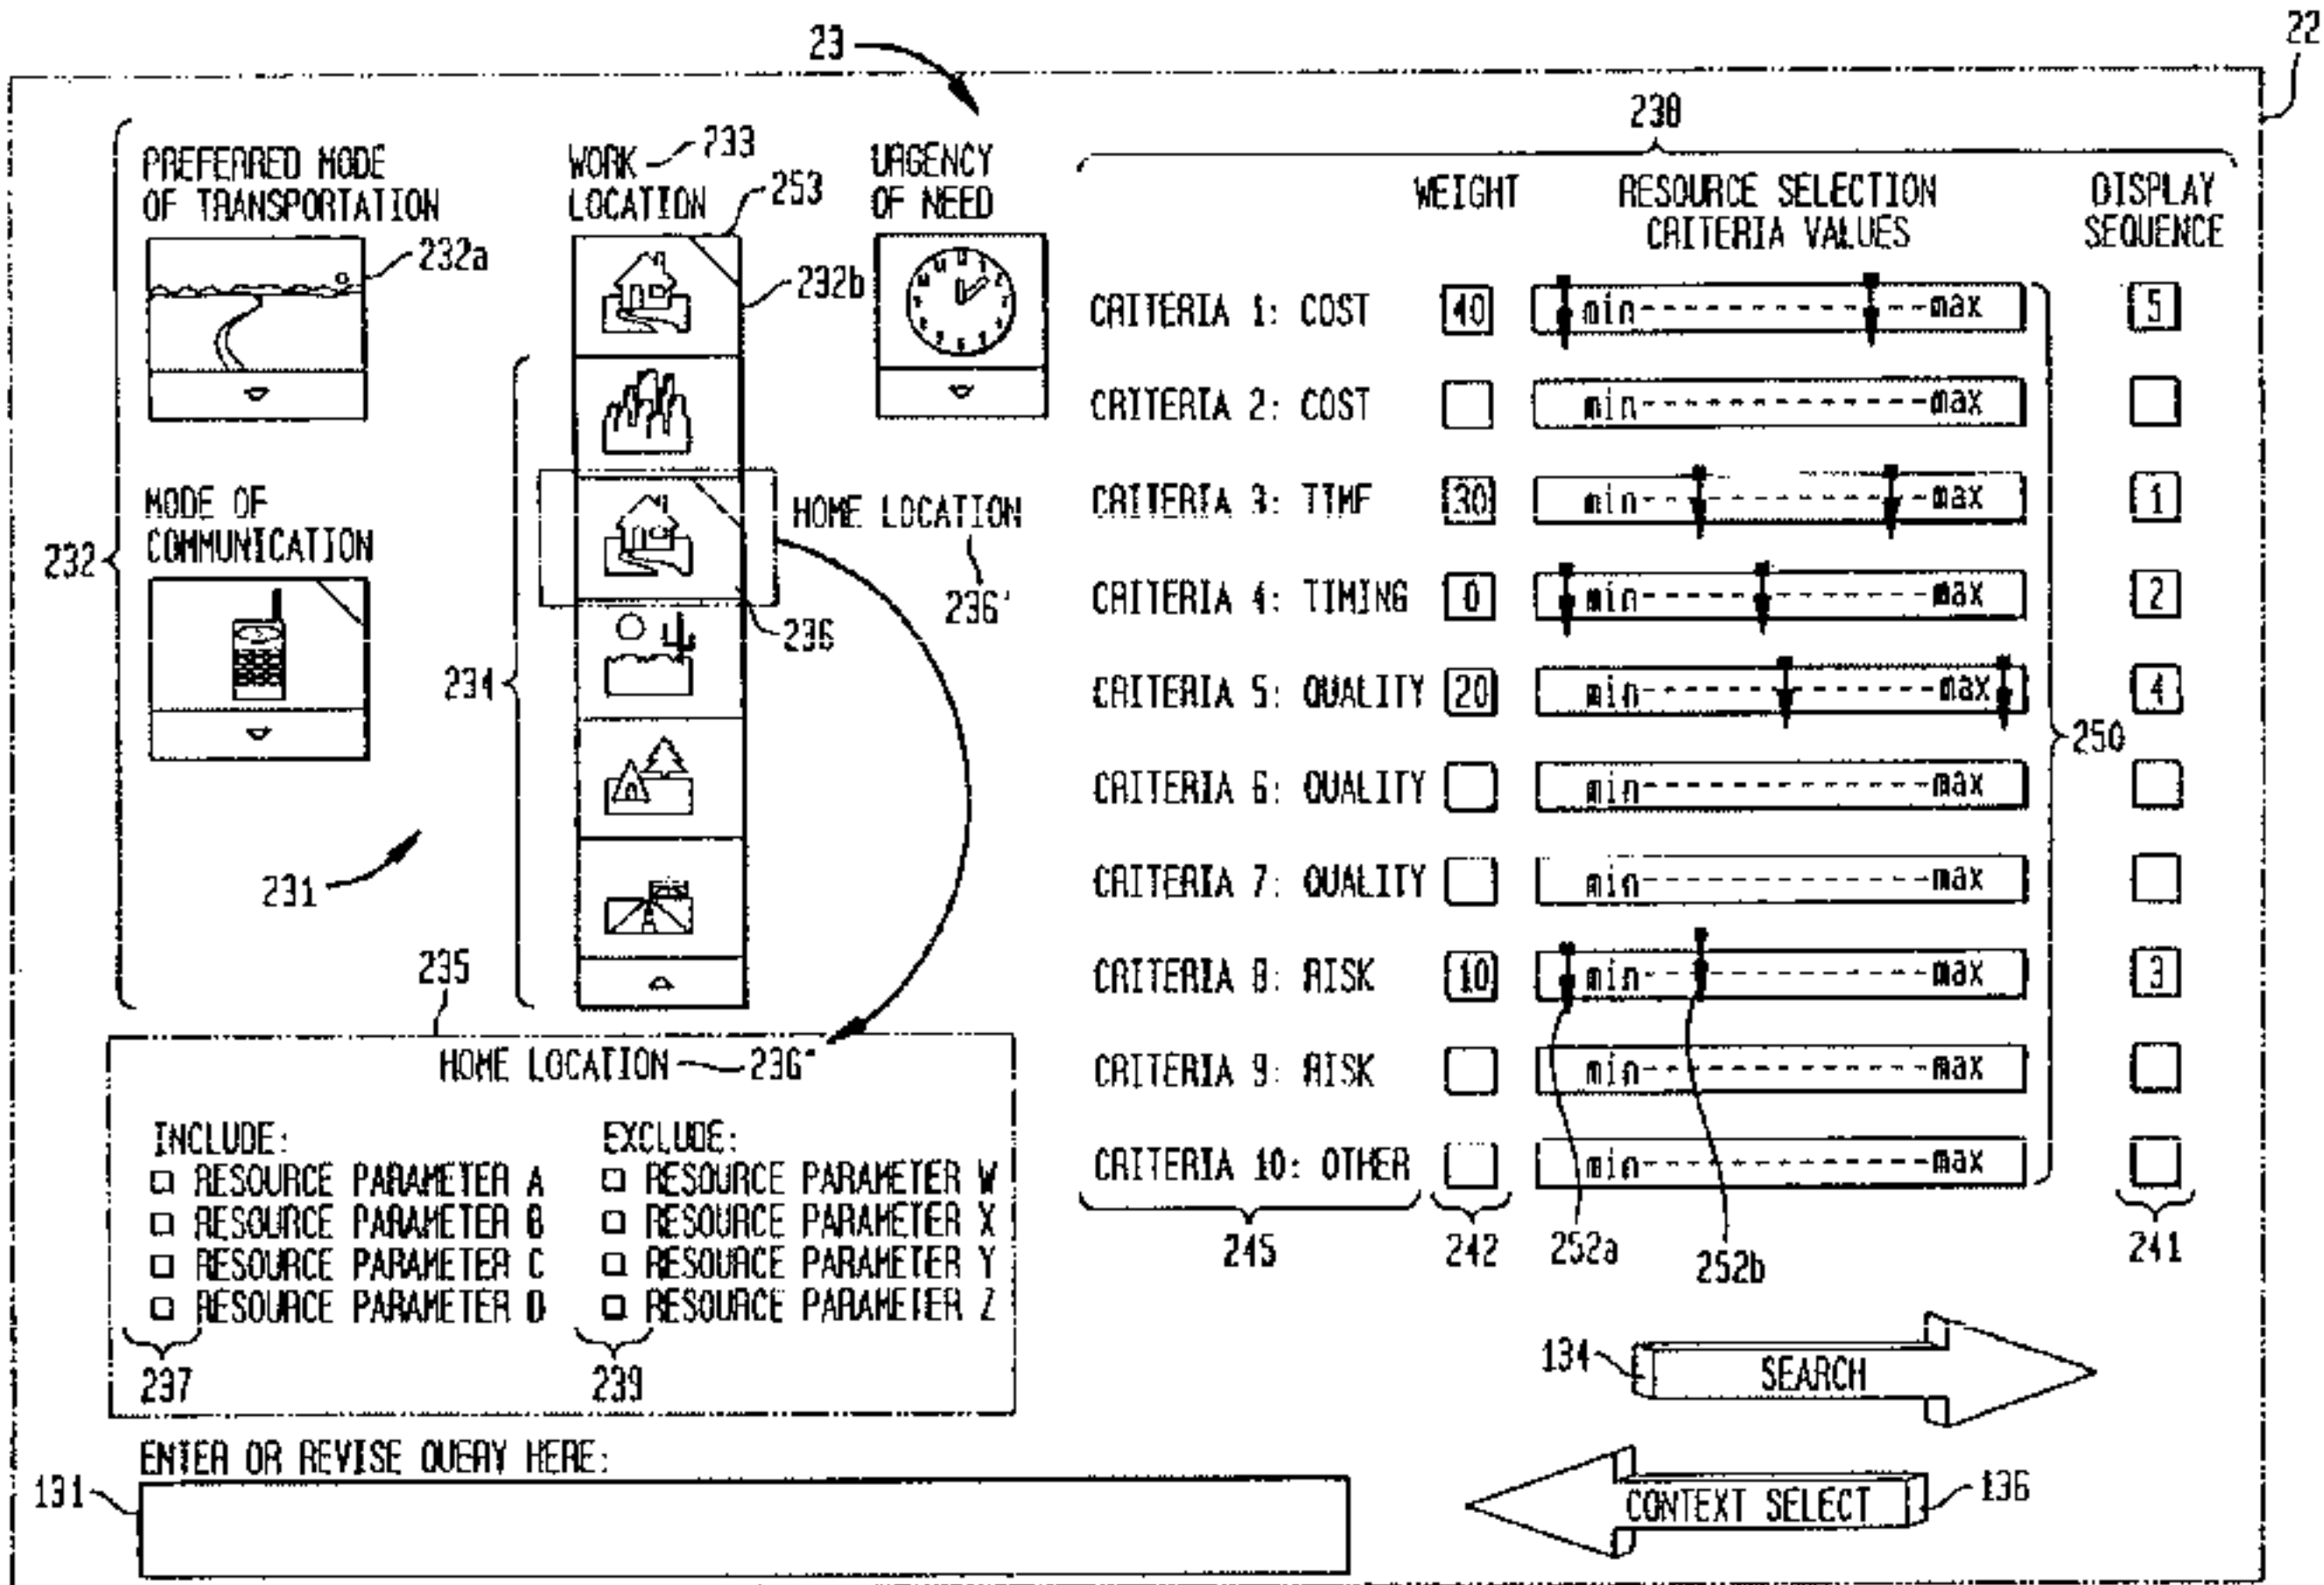 23
22
PREFERRED MODE
OF TRANSPORTATION
232a
WORK
LOCATION
233
253
232b
URGENCY
OF NEED
MODE OF
COMMUNICATION
232
231
234
HOME LOCATION
236'
236
238
WEIGHT
RESOURCE SELECTION
CRITERIA VALUES
DISPLAY
SEQUENCE
CRITERIA 1: COST 40 min max 5
CRITERIA 2: COST min max
CRITERIA 3: TIME 30 min max 1
CRITERIA 4: TIMING 0 min max 2
CRITERIA 5: QUALITY 20 min max 4
CRITERIA 6: QUALITY min max
CRITERIA 7: QUALITY min max
CRITERIA 8: RISK 10 min max 3
CRITERIA 9: RISK min max
CRITERIA 10: OTHER min max
250
245
242
252a
252b
241
235
HOME LOCATION 236"
INCLUDE:
RESOURCE PARAMETER A
RESOURCE PARAMETER B
RESOURCE PARAMETER C
RESOURCE PARAMETER D
237
EXCLUDE:
RESOURCE PARAMETER W
RESOURCE PARAMETER X
RESOURCE PARAMETER Y
RESOURCE PARAMETER Z
239
134
SEARCH
CONTEXT SELECT
136
ENTER OR REVISE QUERY HERE:
131